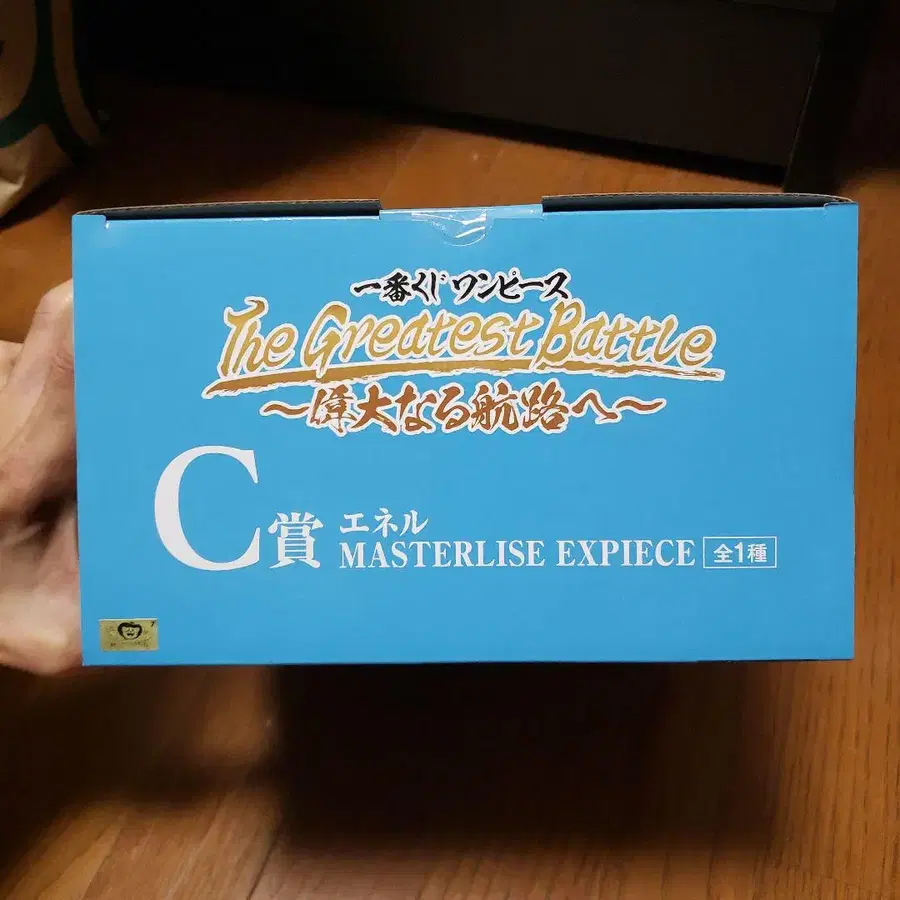 一番くじ ワンピース
The Greatest Battle
～偉大なる航路へ～
C賞 エネル
MASTERLISE EXPIECE 全1種